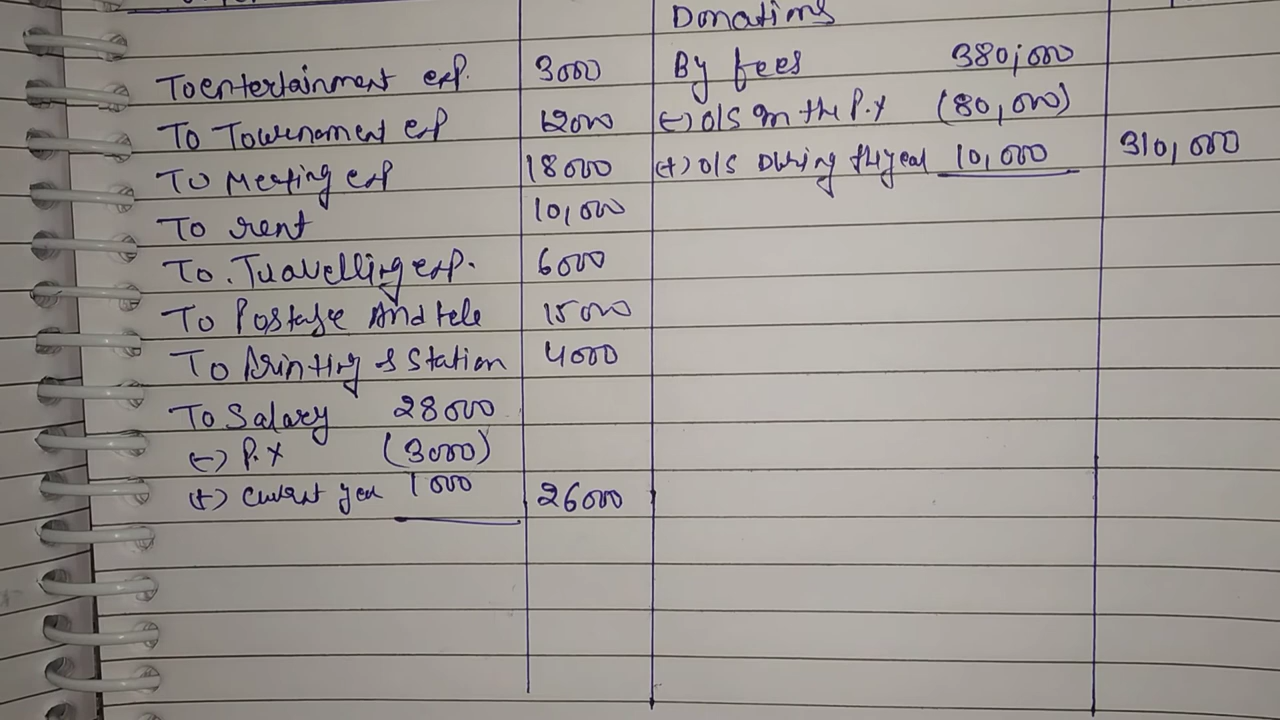 Donations
To entertainment exp. 3000
By fees 380,000
To Tournament exp 12000
(-) O/S In the P.Y (80,000)
To Meeting exp 18000
(+) O/S During the year 10,000 310,000
To rent 10,000
To Travelling exp. 6000
To Postage And tele 15000
To Printing & Station 4000
To Salary 28000
(-) P.Y (3000)
(+) Current year 1000 26000